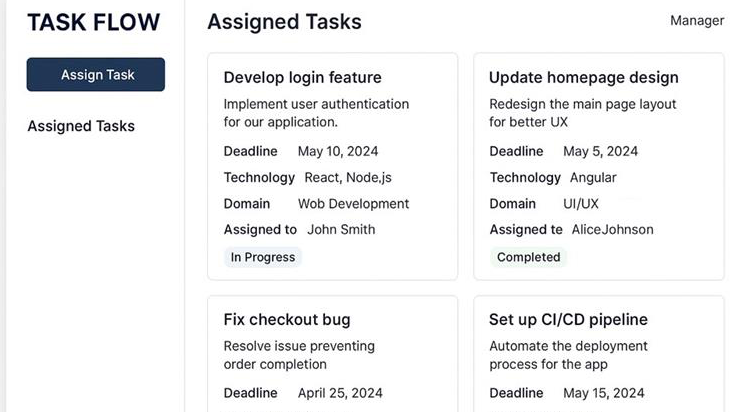 TASK FLOW
Assign Task
Assigned Tasks
Assigned Tasks
Manager
Develop login feature
Implement user authentication
for our application.
Deadline May 10, 2024
Technology React, Node.js
Domain Wob Development
Assigned to John Smith
In Progress
Update homepage design
Redesign the main page layout
for better UX
Deadline May 5, 2024
Technology Angular
Domain UI/UX
Assigned te AliceJohnson
Completed
Fix checkout bug
Resolve issue preventing
order completion
Deadline April 25, 2024
Set up CI/CD pipeline
Automate the deployment
process for the app
Deadline May 15, 2024